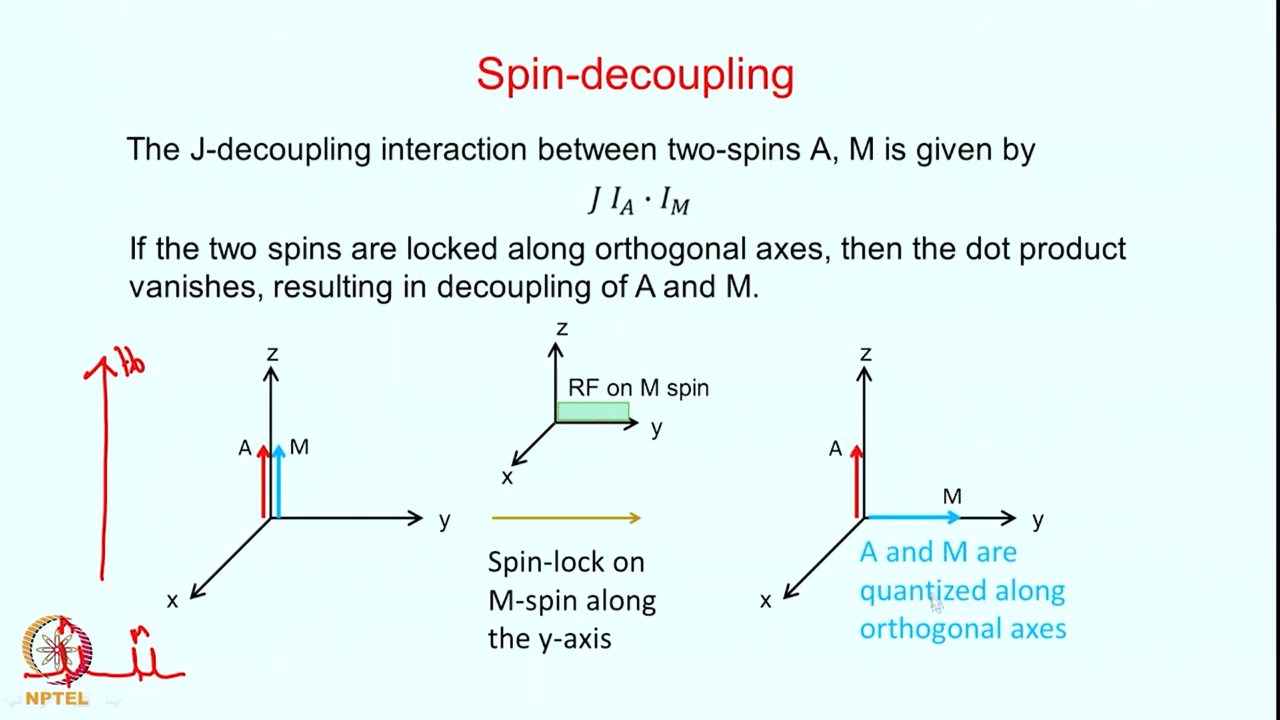 Spin-decoupling
The J-decoupling interaction between two-spins A, M is given by
J I_A · I_M
If the two spins are locked along orthogonal axes, then the dot product
vanishes, resulting in decoupling of A and M.
H₀
z
A
M
y
x
z
RF on M spin
y
x
Spin-lock on
M-spin along
the y-axis
z
A
M
y
x
A and M are
quantized along
orthogonal axes
NPTEL